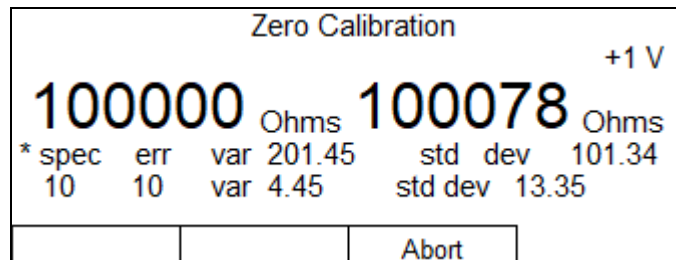 Zero Calibration
+1 V
100000 Ohms 100078 Ohms
* spec err var 201.45 std dev 101.34
10 10 var 4.45 std dev 13.35
Abort